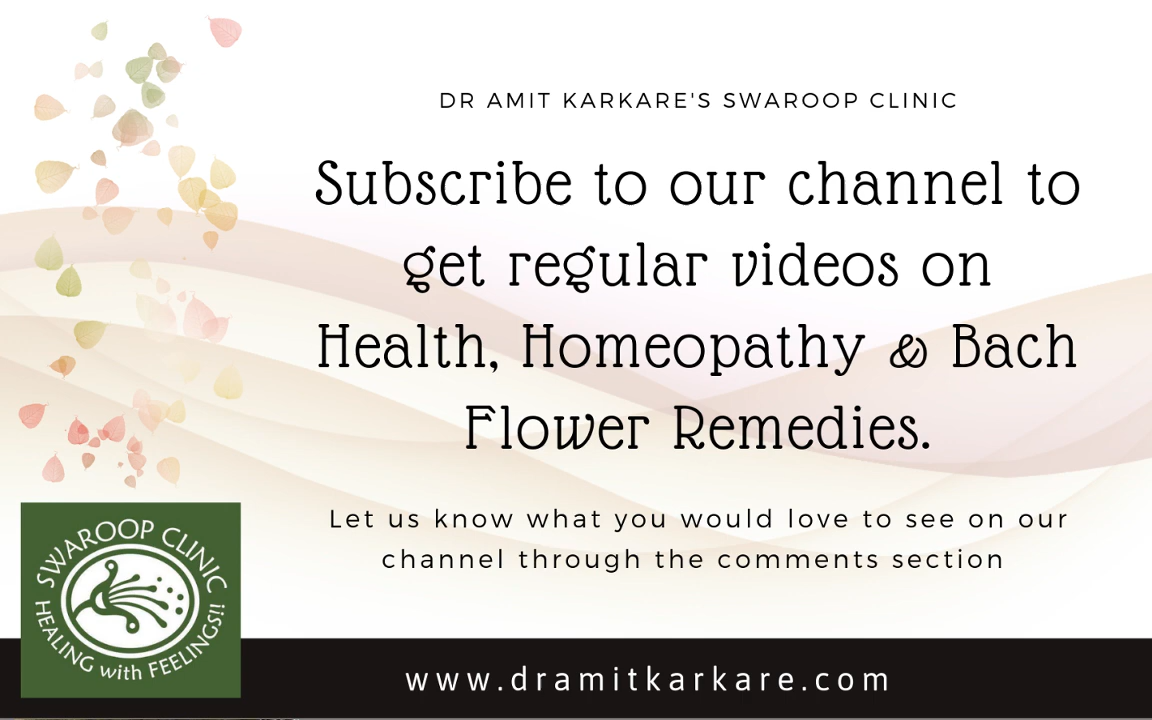 DR AMIT KARKARE'S SWAROOP CLINIC
Subscribe to our channel to
get regular videos on
Health, Homeopathy & Bach
Flower Remedies.
Let us know what you would love to see on our
channel through the comments section
SWAROOP CLINIC
HEALING with FEELINGS!!
www.dramitkarkare.com